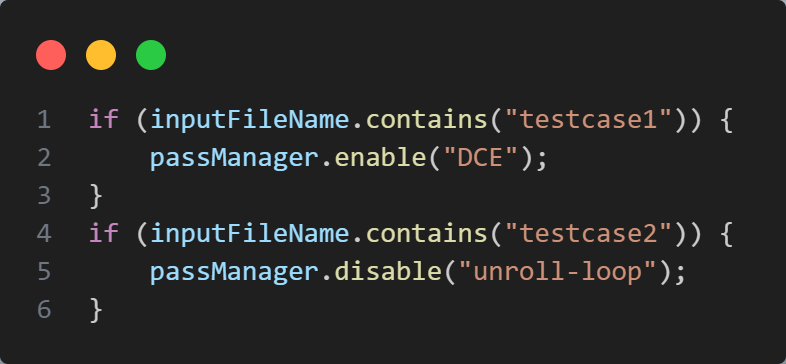 1 if (inputFileName.contains("testcase1")) {
2     passManager.enable("DCE");
3 }
4 if (inputFileName.contains("testcase2")) {
5     passManager.disable("unroll-loop");
6 }